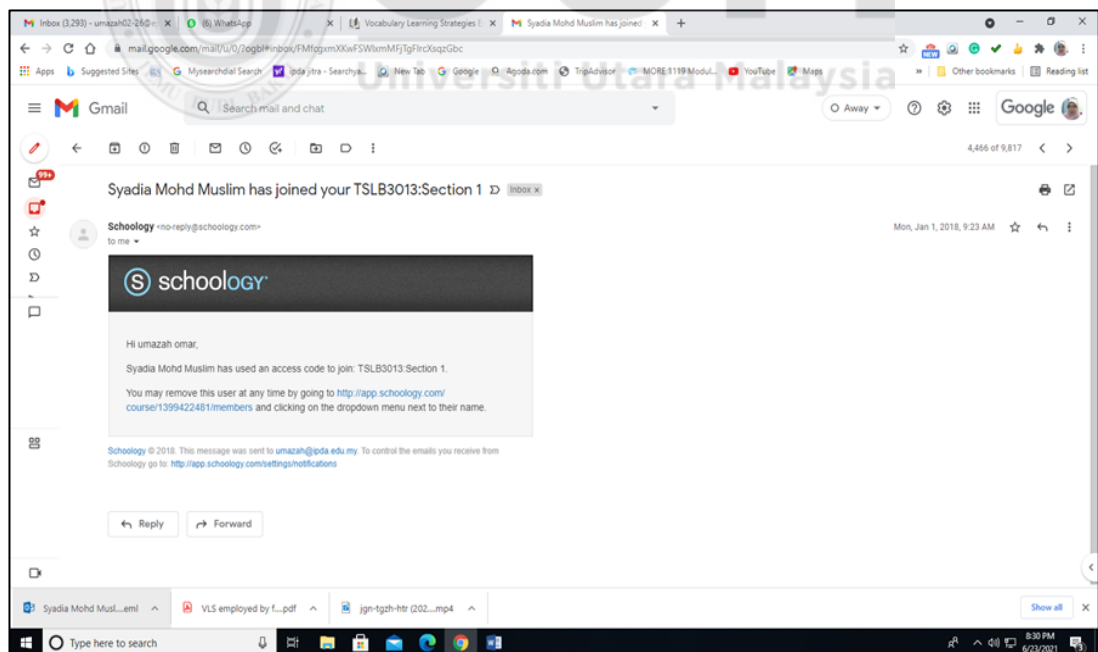 Inbox (3,293) - umazah02-26@
(6) WhatsApp
Vocabulary Learning Strategies E
Syadia Mohd Muslim has joined
mail.google.com/mail/u/0/?ogbl#inbox/
Apps
Suggested Sites
Mysearchdial Search
ipda jitra - Searchya...
New Tab
Google
Agoda.com
TripAdvisor
MORE:1119 Modul...
YouTube
Maps
»
Other bookmarks
Reading list
Universiti Utara Malaysia
Gmail
Search mail and chat
Away
Google
99+
4,466 of 9,817
Syadia Mohd Muslim has joined your TSLB3013:Section 1
Inbox x
Schoology <no-reply@schoology.com>
to me
Mon, Jan 1, 2018, 9:23 AM
S schoology
Hi umazah omar,
Syadia Mohd Muslim has used an access code to join: TSLB3013:Section 1.
You may remove this user at any time by going to http://app.schoology.com/
course/1399422481/members and clicking on the dropdown menu next to their name.
Schoology © 2018. This message was sent to umazah@ipda.edu.my. To control the emails you receive from
Schoology go to: http://app.schoology.com/settings/notifications
Reply
Forward
Syadia Mohd Musl....eml
VLS employed by f....pdf
jgn-tgzh-htr (202....mp4
Show all
Type here to search
8:30 PM
6/23/2021